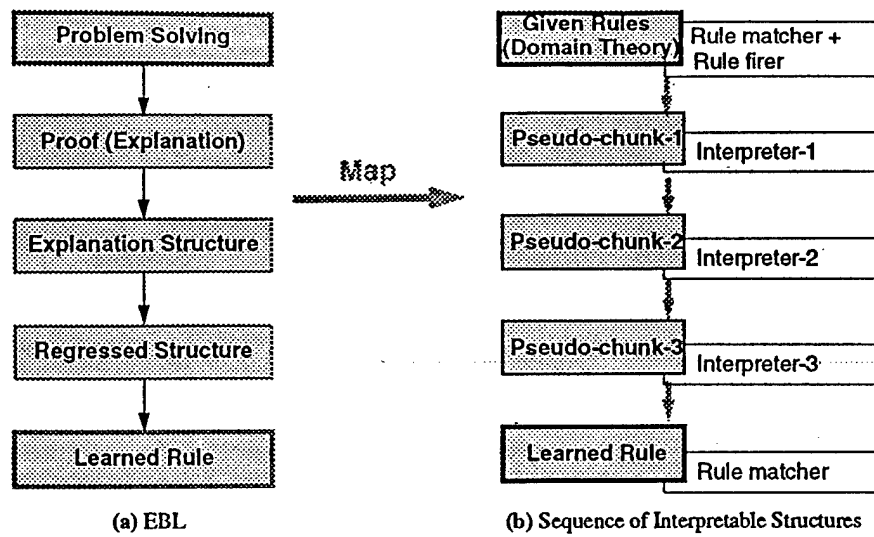 Problem Solving
Proof (Explanation)
Explanation Structure
Regressed Structure
Learned Rule
(a) EBL
Map
Given Rules
(Domain Theory)
Rule matcher +
Rule firer
Pseudo-chunk-1
Interpreter-1
Pseudo-chunk-2
Interpreter-2
Pseudo-chunk-3
Interpreter-3
Learned Rule
Rule matcher
(b) Sequence of Interpretable Structures